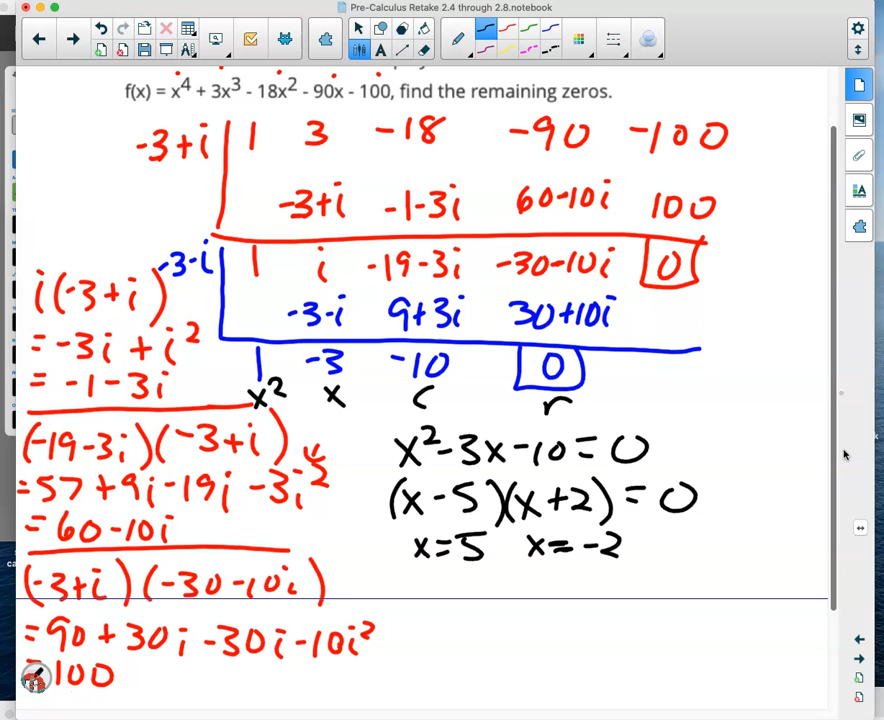 Pre-Calculus Retake 2.4 through 2.8.notebook
f(x) = x⁴ + 3x³ - 18x² - 90x - 100, find the remaining zeros.
-3+i | 1 3 -18 -90 -100
-3+i -1-3i 60-10i 100
-3-i | 1 i -19-3i -30-10i 0
-3-i 9+3i 30+10i
1 -3 -10 0
x² x c r
i(-3+i)
= -3i + i²
= -1-3i
(-19-3i)(-3+i)
=57+9i-19i-3i²
=60-10i
(-3+i)(-30-10i)
=90+30i-30i-10i²
=100
x²-3x-10=0
(x-5)(x+2)=0
x=5 x=-2